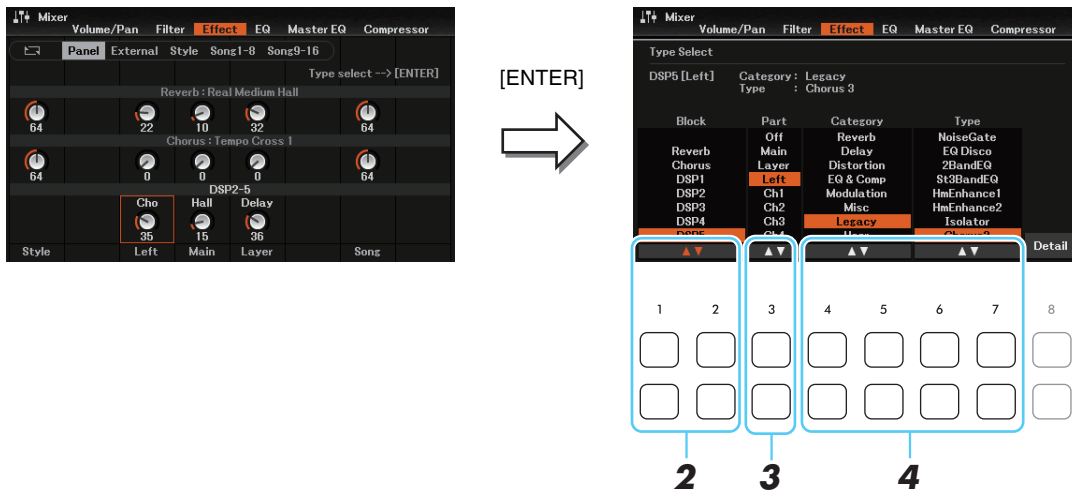 Mixer
Volume/Pan Filter Effect EQ Master EQ Compressor
Panel External Style Song1-8 Song9-16
Type select --> [ENTER]
Reverb : Real Medium Hall
64 22 10 32 64
Chorus : Tempo Cross 1
64 0 0 0 64
DSP2-5
Cho Hall Delay
35 15 36
Style Left Main Layer Song
[ENTER]
Mixer
Volume/Pan Filter Effect EQ Master EQ Compressor
Type Select
DSP5 [Left] Category : Legacy
Type : Chorus 3
Block Part Category Type
Off Reverb NoiseGate
Reverb Main Delay EQ Disco
Chorus Layer Distortion 2BandEQ
DSP1 Left EQ & Comp St3BandEQ
DSP2 Ch1 Modulation HmEnhance1
DSP3 Ch2 Misc HmEnhance2
DSP4 Ch3 Legacy Isolator
DSP5 Ch4 User Chorus3
Detail
1 2 3 4 5 6 7 8
2 3 4